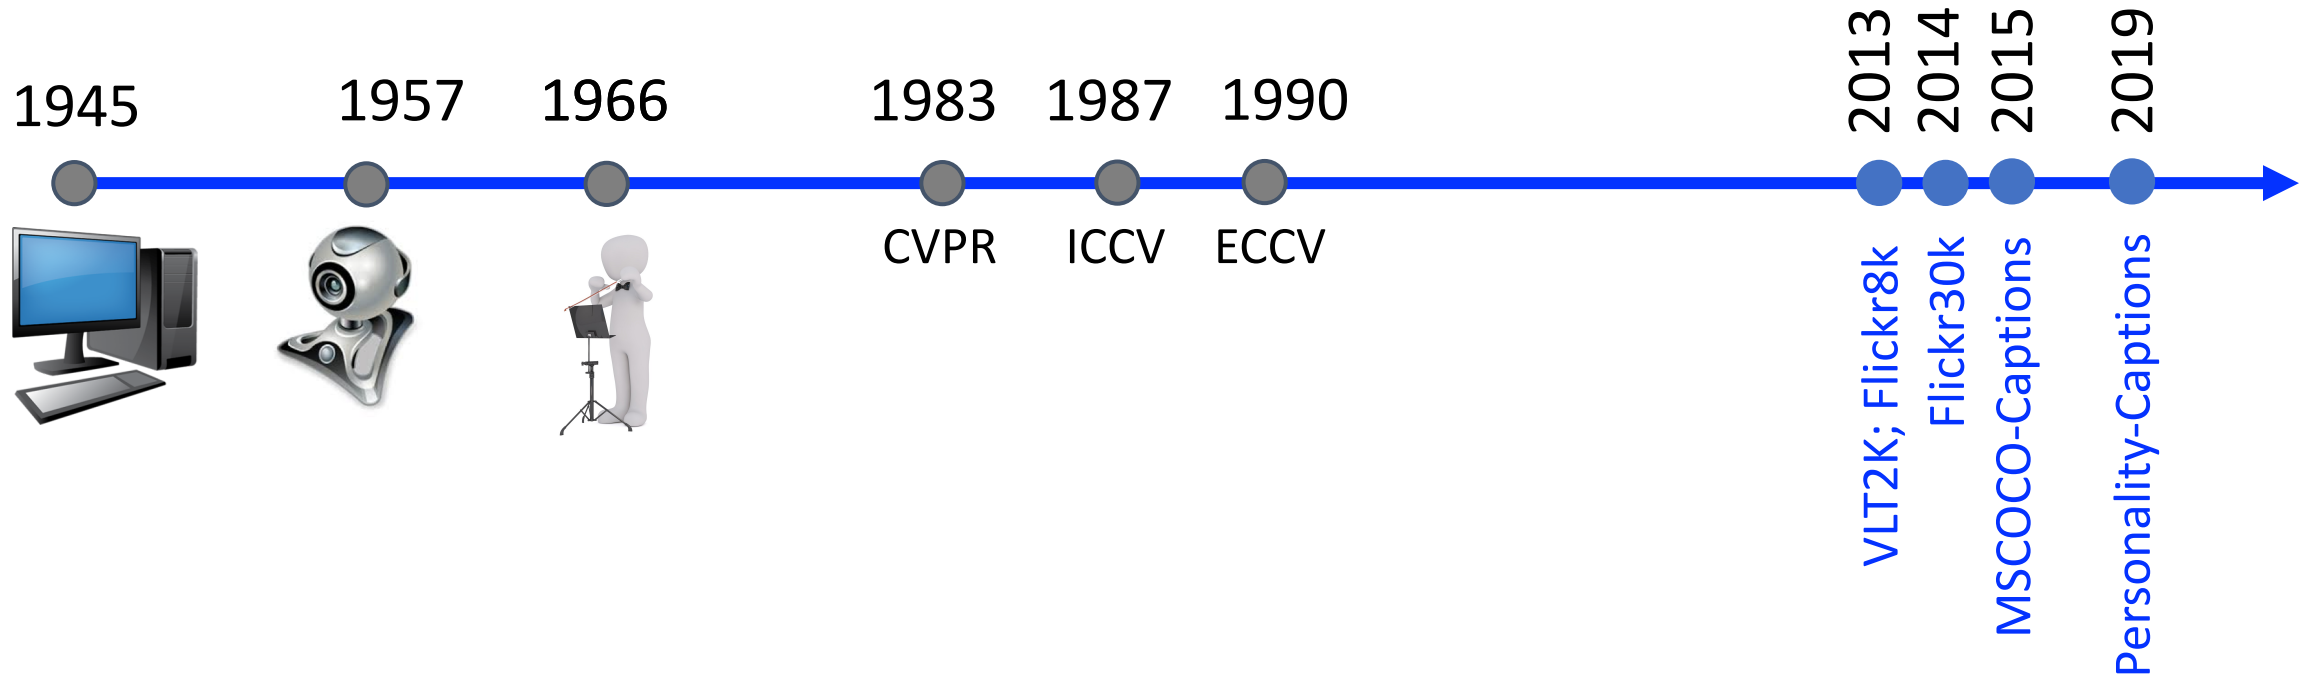 1945
1957
1966
1983
1987
1990
2013
2014
2015
2019
CVPR
ICCV
ECCV
VLT2K; Flickr8k
Flickr30k
MSCOCO-Captions
Personality-Captions